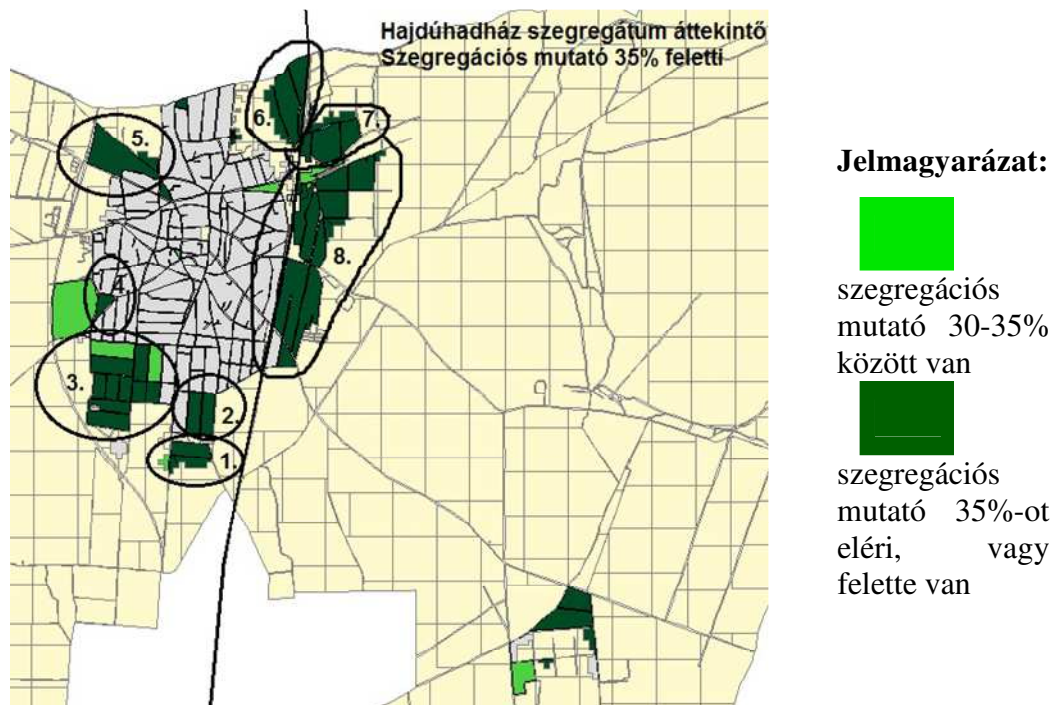 Hajdúhadház szegregátum áttekintő
Szegregációs mutató 35% feletti
6.
7.
5.
8.
4.
3.
2.
1.
Jelmagyarázat:
szegregációs
mutató 30-35%
között van
szegregációs
mutató 35%-ot
eléri, vagy
felette van